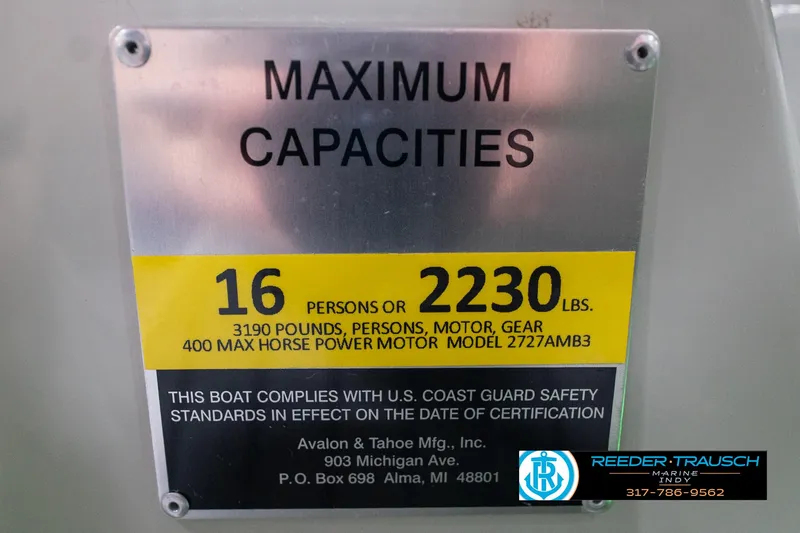 MAXIMUM
CAPACITIES
16 PERSONS OR 2230 LBS.
3190 POUNDS, PERSONS, MOTOR, GEAR
400 MAX HORSE POWER MOTOR MODEL 2727AMB3
THIS BOAT COMPLIES WITH U.S. COAST GUARD SAFETY
STANDARDS IN EFFECT ON THE DATE OF CERTIFICATION
Avalon & Tahoe Mfg., Inc.
903 Michigan Ave.
P.O. Box 698 Alma, MI 48801
REEDER·TRAUSCH
MARINE
INDY
317-786-9562